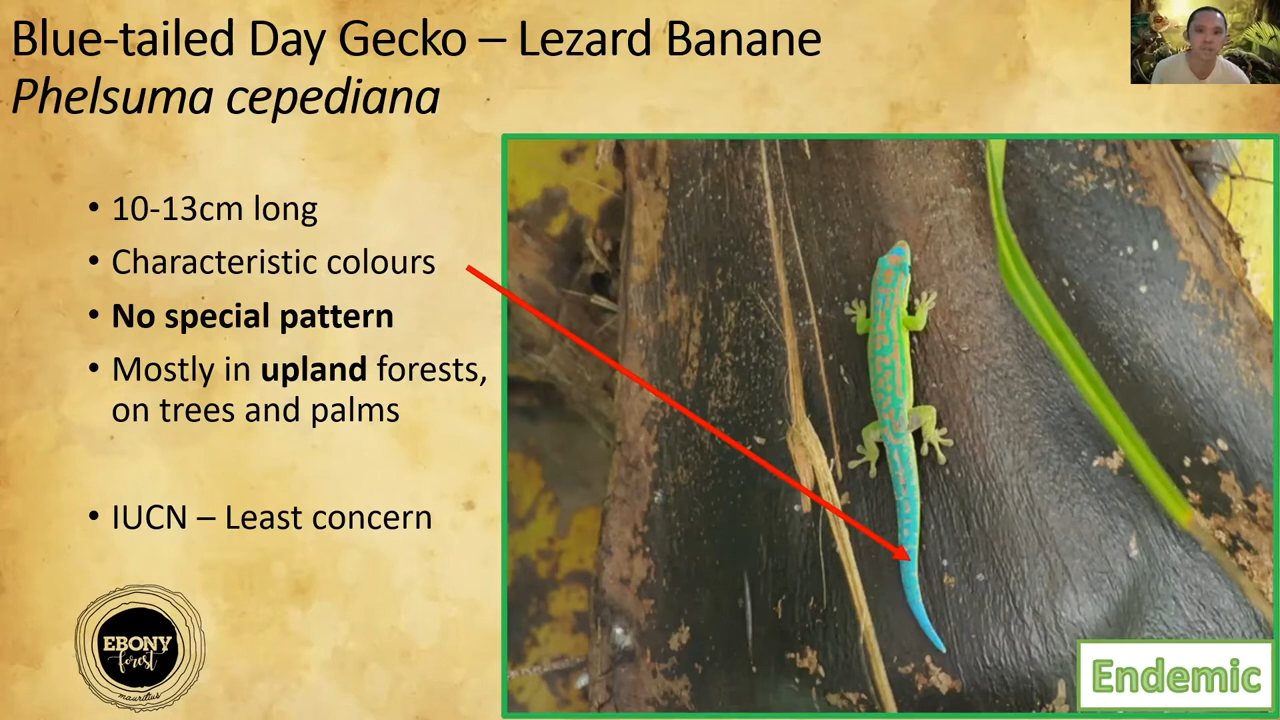 Blue-tailed Day Gecko – Lezard Banane
Phelsuma cepediana
• 10-13cm long
• Characteristic colours
• No special pattern
• Mostly in upland forests,
on trees and palms
• IUCN – Least concern
EBONY
forest
mauritius
Endemic